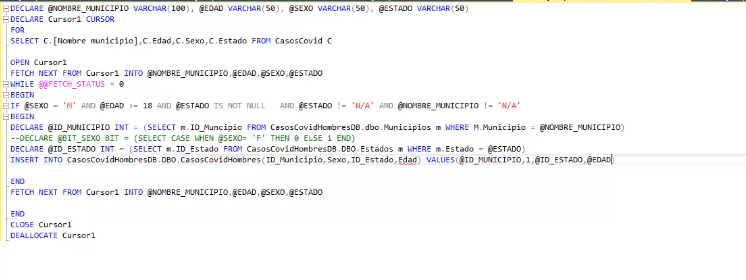 DECLARE @NOMBRE_MUNICIPIO VARCHAR(100), @EDAD VARCHAR(50), @SEXO VARCHAR(50), @ESTADO VARCHAR(50)
DECLARE Cursor1 CURSOR
FOR
SELECT C.[Nombre municipio],C.Edad,C.Sexo,C.Estado FROM CasosCovid C
OPEN Cursor1
FETCH NEXT FROM Cursor1 INTO @NOMBRE_MUNICIPIO,@EDAD,@SEXO,@ESTADO
WHILE @@FETCH_STATUS = 0
BEGIN
IF @SEXO = 'M' AND @EDAD >= 18 AND @ESTADO IS NOT NULL AND @ESTADO != 'N/A' AND @NOMBRE_MUNICIPIO != 'N/A'
BEGIN
DECLARE @ID_MUNICIPIO INT = (SELECT m.ID_Muncipio FROM CasosCovidHombresDB.dbo.Municipios m WHERE M.Municipio = @NOMBRE_MUNICIPIO)
--DECLARE @BIT_SEXO BIT = (SELECT CASE WHEN @SEXO= 'F' THEN 0 ELSE 1 END)
DECLARE @ID_ESTADO INT = (SELECT m.ID_Estado FROM CasosCovidHombresDB.DBO.Estados m WHERE m.Estado = @ESTADO)
INSERT INTO CasosCovidHombresDB.DBO.CasosCovidHombres(ID_Municipio,Sexo,ID_Estado,Edad) VALUES(@ID_MUNICIPIO,1,@ID_ESTADO,@EDAD)
END
FETCH NEXT FROM Cursor1 INTO @NOMBRE_MUNICIPIO,@EDAD,@SEXO,@ESTADO
END
CLOSE Cursor1
DEALLOCATE Cursor1